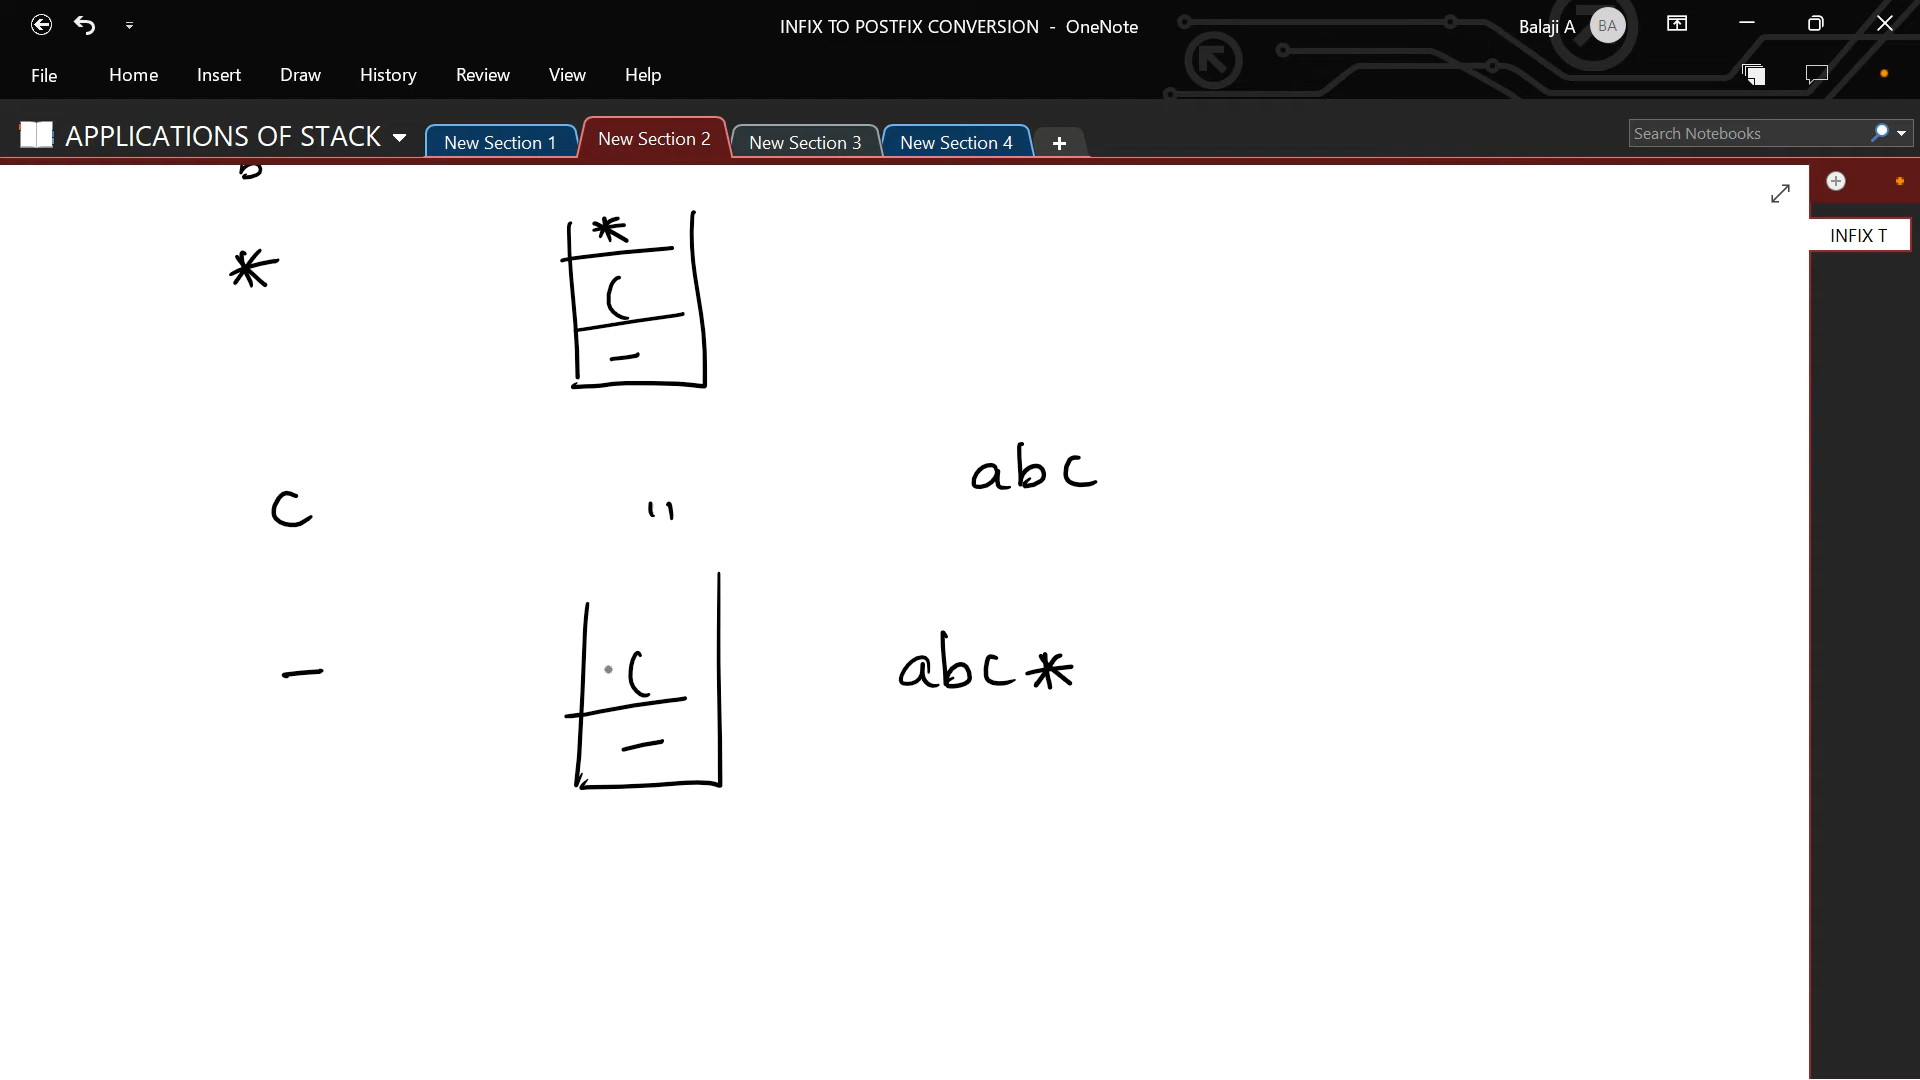 INFIX TO POSTFIX CONVERSION - OneNote
Balaji A BA
File Home Insert Draw History Review View Help
APPLICATIONS OF STACK New Section 1 New Section 2 New Section 3 New Section 4 +
Search Notebooks
INFIX T
b
*
*
(
-
c " abc
- ( abc*
-